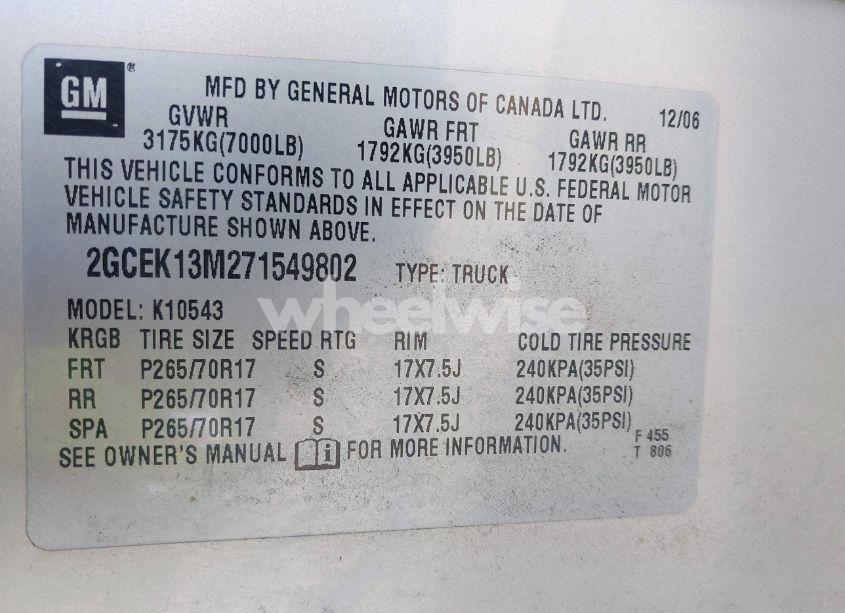 GM
MFD BY GENERAL MOTORS OF CANADA LTD. 12/06
GVWR GAWR FRT GAWR RR
3175KG(7000LB) 1792KG(3950LB) 1792KG(3950LB)
THIS VEHICLE CONFORMS TO ALL APPLICABLE U.S. FEDERAL MOTOR
VEHICLE SAFETY STANDARDS IN EFFECT ON THE DATE OF
MANUFACTURE SHOWN ABOVE.
2GCEK13M271549802 TYPE: TRUCK
MODEL: K10543
wheelwise
KRGB TIRE SIZE SPEED RTG RIM COLD TIRE PRESSURE
FRT P265/70R17 S 17X7.5J 240KPA(35PSI)
RR P265/70R17 S 17X7.5J 240KPA(35PSI)
SPA P265/70R17 S 17X7.5J 240KPA(35PSI)
SEE OWNER'S MANUAL FOR MORE INFORMATION.
F 455
T 806